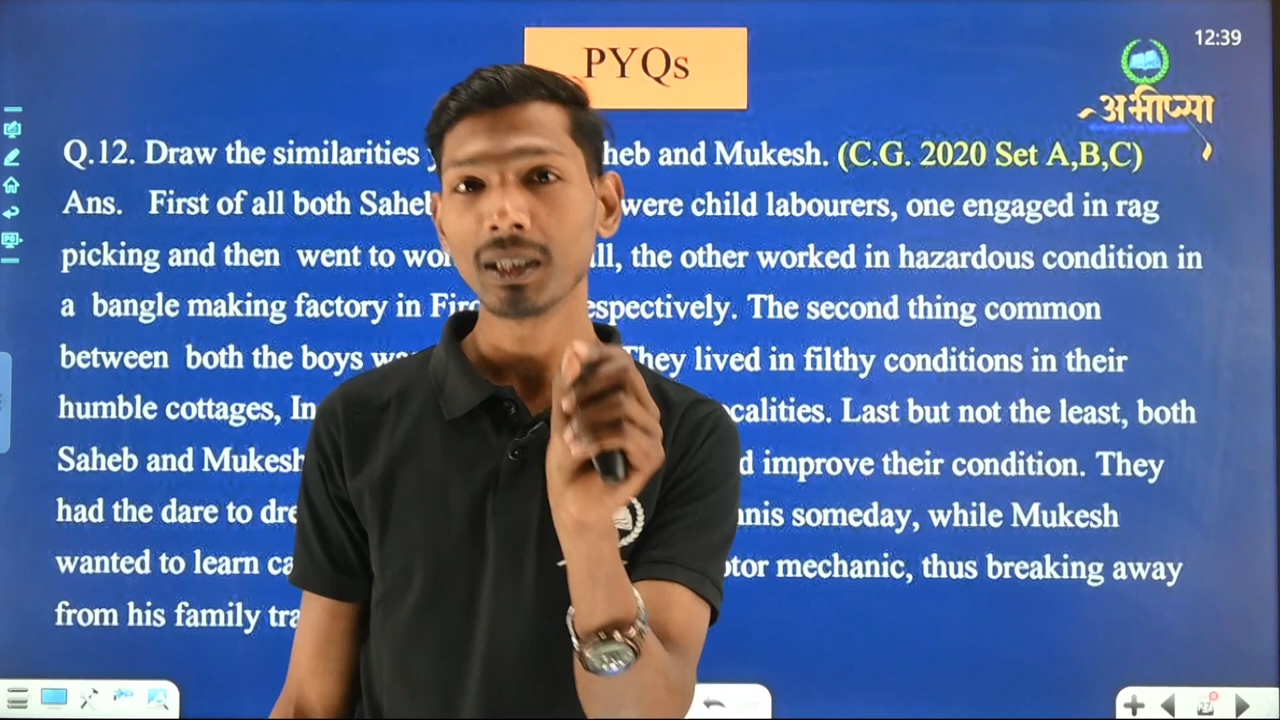 PYQs
12:39
अभीप्सा
Q.12. Draw the similarities heb and Mukesh. (C.G. 2020 Set A,B,C)
Ans. First of all both Saheb were child labourers, one engaged in rag
picking and then went to ll, the other worked in hazardous condition in
a bangle making factory in espectively. The second thing common
between both the boys They lived in filthy conditions in their
humble cottages, In ocalities. Last but not the least, both
Saheb and Mukesh d improve their condition. They
had the dare to dre nnis someday, while Mukesh
wanted to learn ca otor mechanic, thus breaking away
from his family tra
27